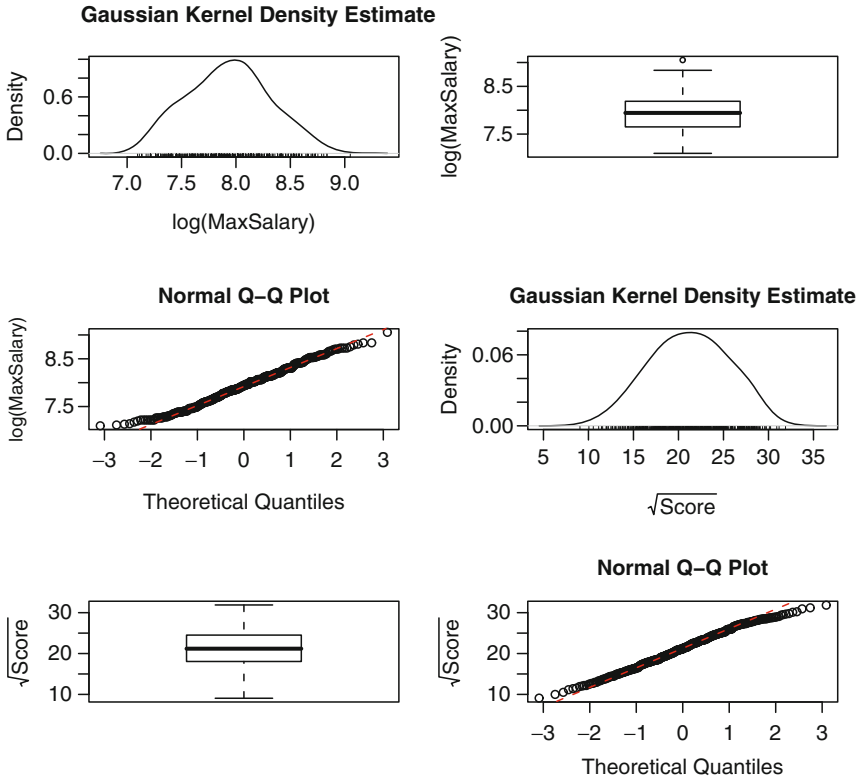 Gaussian Kernel Density Estimate
Density
0.6
0.0
7.0 7.5 8.0 8.5 9.0
log(MaxSalary)
log(MaxSalary)
8.5
7.5
Normal Q–Q Plot
log(MaxSalary)
8.5
7.5
−3 −2 −1 0 1 2 3
Theoretical Quantiles
Gaussian Kernel Density Estimate
Density
0.06
0.00
5 10 15 20 25 30 35
√Score
√Score
30
20
10
Normal Q–Q Plot
√Score
30
20
10
−3 −2 −1 0 1 2 3
Theoretical Quantiles